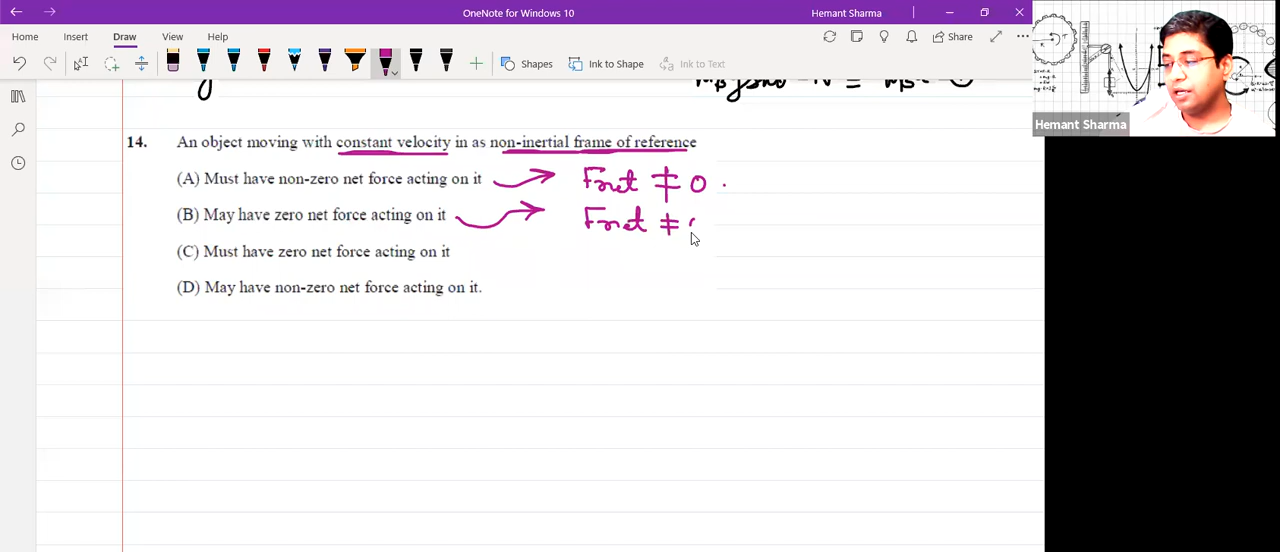 OneNote for Windows 10
Hemant Sharma
Home Insert Draw View Help
Share
Shapes Ink to Shape Ink to Text
14. An object moving with constant velocity in as non-inertial frame of reference
(A) Must have non-zero net force acting on it → Fnet ≠ 0.
(B) May have zero net force acting on it → Fnet ≠
(C) Must have zero net force acting on it
(D) May have non-zero net force acting on it.
Hemant Sharma